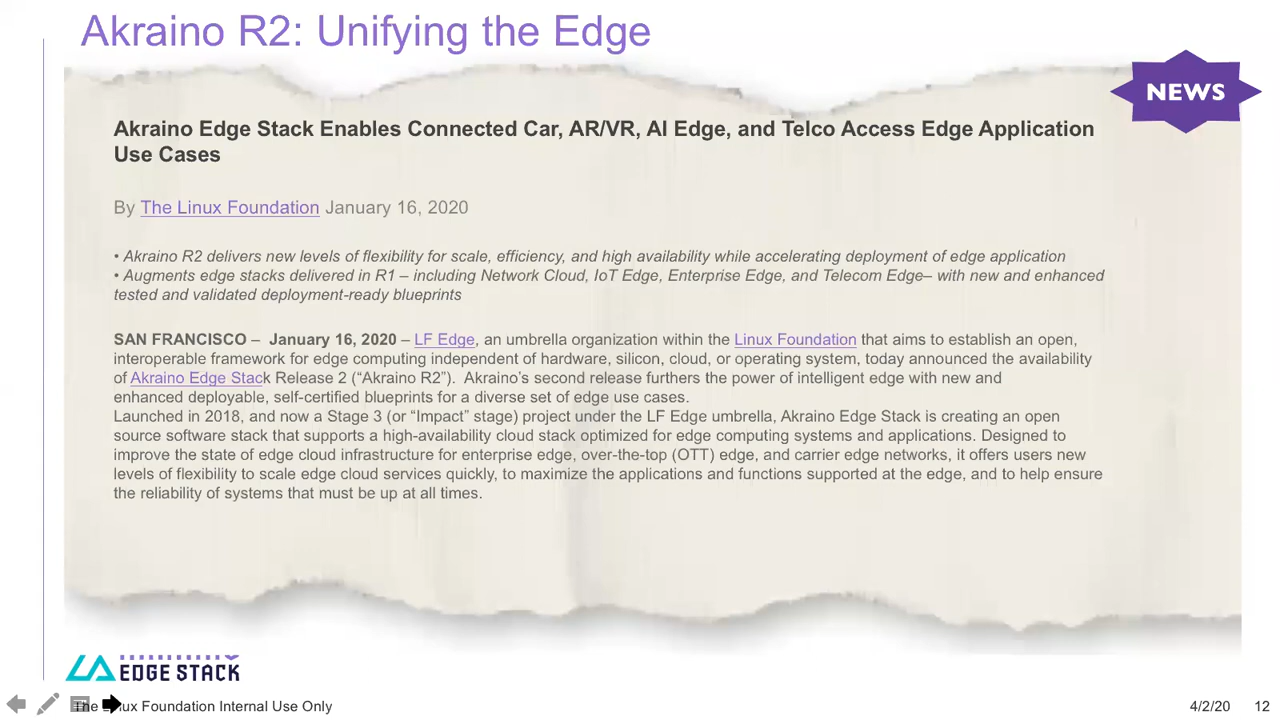 Akraino R2: Unifying the Edge
NEWS
Akraino Edge Stack Enables Connected Car, AR/VR, AI Edge, and Telco Access Edge Application
Use Cases
By The Linux Foundation January 16, 2020
• Akraino R2 delivers new levels of flexibility for scale, efficiency, and high availability while accelerating deployment of edge application
• Augments edge stacks delivered in R1 – including Network Cloud, IoT Edge, Enterprise Edge, and Telecom Edge– with new and enhanced
tested and validated deployment-ready blueprints
SAN FRANCISCO – January 16, 2020 – LF Edge, an umbrella organization within the Linux Foundation that aims to establish an open,
interoperable framework for edge computing independent of hardware, silicon, cloud, or operating system, today announced the availability
of Akraino Edge Stack Release 2 (“Akraino R2”). Akraino’s second release furthers the power of intelligent edge with new and
enhanced deployable, self-certified blueprints for a diverse set of edge use cases.
Launched in 2018, and now a Stage 3 (or “Impact” stage) project under the LF Edge umbrella, Akraino Edge Stack is creating an open
source software stack that supports a high-availability cloud stack optimized for edge computing systems and applications. Designed to
improve the state of edge cloud infrastructure for enterprise edge, over-the-top (OTT) edge, and carrier edge networks, it offers users new
levels of flexibility to scale edge cloud services quickly, to maximize the applications and functions supported at the edge, and to help ensure
the reliability of systems that must be up at all times.
EDGE STACK
The Linux Foundation Internal Use Only
4/2/20 12